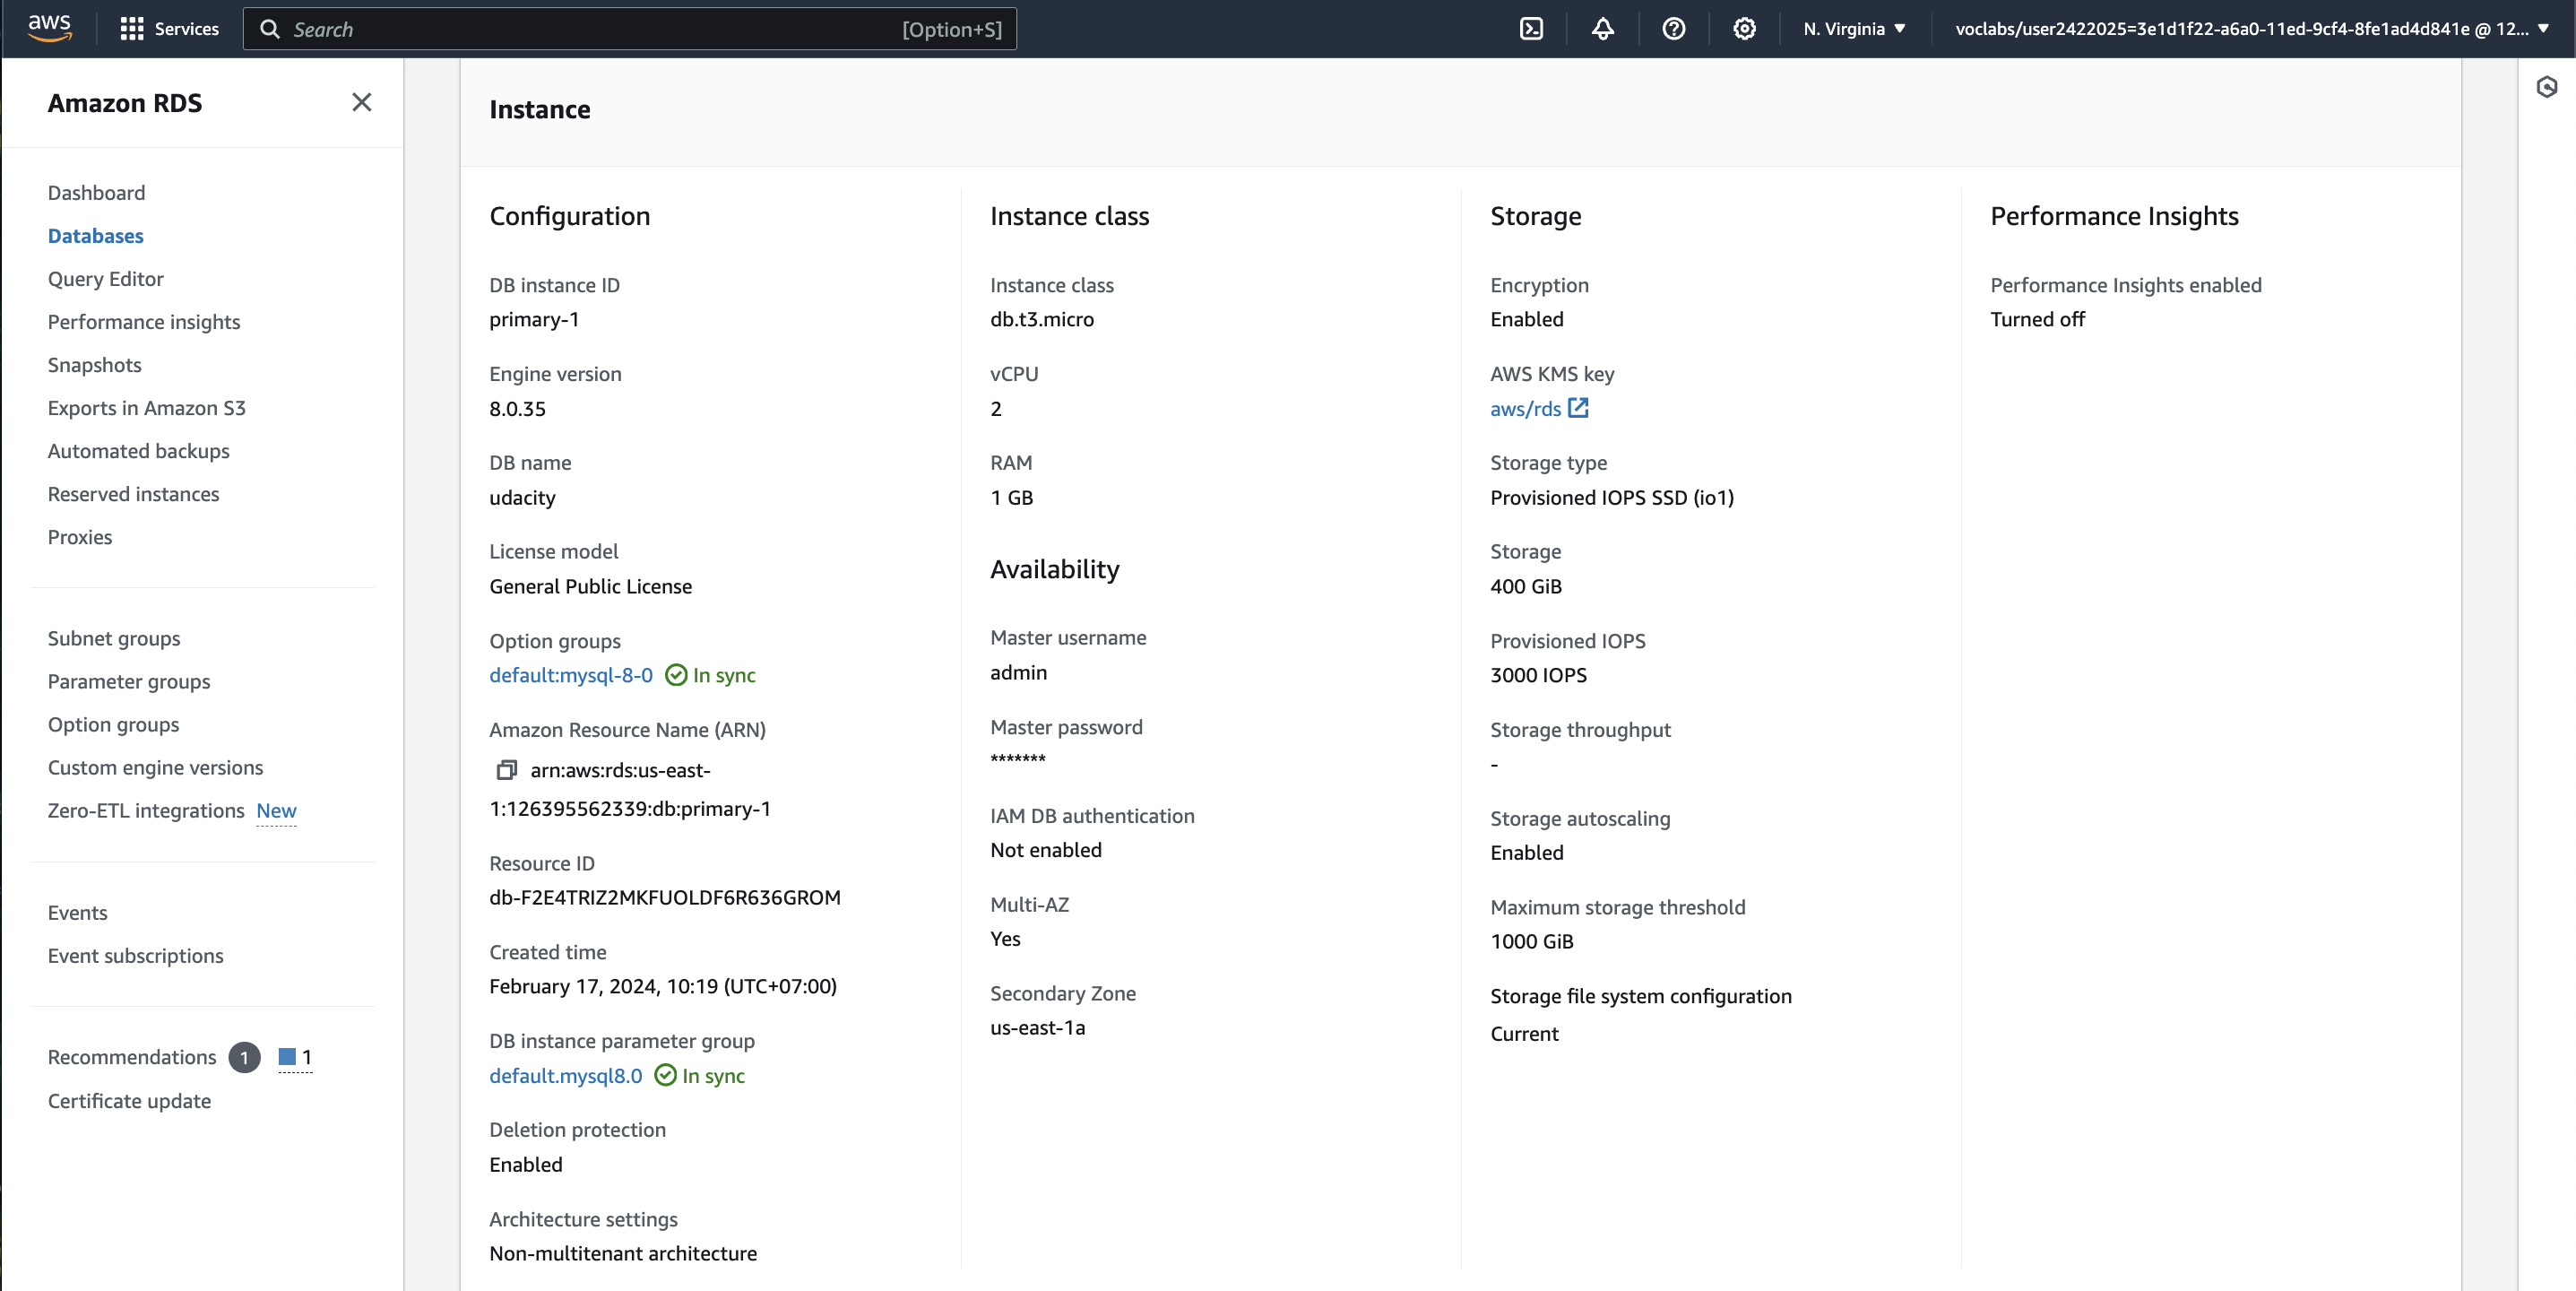 aws
Services
Search
[Option+S]
N. Virginia
voclabs/user2422025=3e1d1f22-a6a0-11ed-9cf4-8fe1ad4d841e @ 12...
Amazon RDS
Dashboard
Databases
Query Editor
Performance insights
Snapshots
Exports in Amazon S3
Automated backups
Reserved instances
Proxies
Subnet groups
Parameter groups
Option groups
Custom engine versions
Zero-ETL integrations New
Events
Event subscriptions
Recommendations 1 1
Certificate update
Instance
Configuration
DB instance ID
primary-1
Engine version
8.0.35
DB name
udacity
License model
General Public License
Option groups
default:mysql-8-0 In sync
Amazon Resource Name (ARN)
arn:aws:rds:us-east-
1:126395562339:db:primary-1
Resource ID
db-F2E4TRIZ2MKFUOLDF6R636GROM
Created time
February 17, 2024, 10:19 (UTC+07:00)
DB instance parameter group
default.mysql8.0 In sync
Deletion protection
Enabled
Architecture settings
Non-multitenant architecture
Instance class
Instance class
db.t3.micro
vCPU
2
RAM
1 GB
Availability
Master username
admin
Master password
*******
IAM DB authentication
Not enabled
Multi-AZ
Yes
Secondary Zone
us-east-1a
Storage
Encryption
Enabled
AWS KMS key
aws/rds
Storage type
Provisioned IOPS SSD (io1)
Storage
400 GiB
Provisioned IOPS
3000 IOPS
Storage throughput
-
Storage autoscaling
Enabled
Maximum storage threshold
1000 GiB
Storage file system configuration
Current
Performance Insights
Performance Insights enabled
Turned off